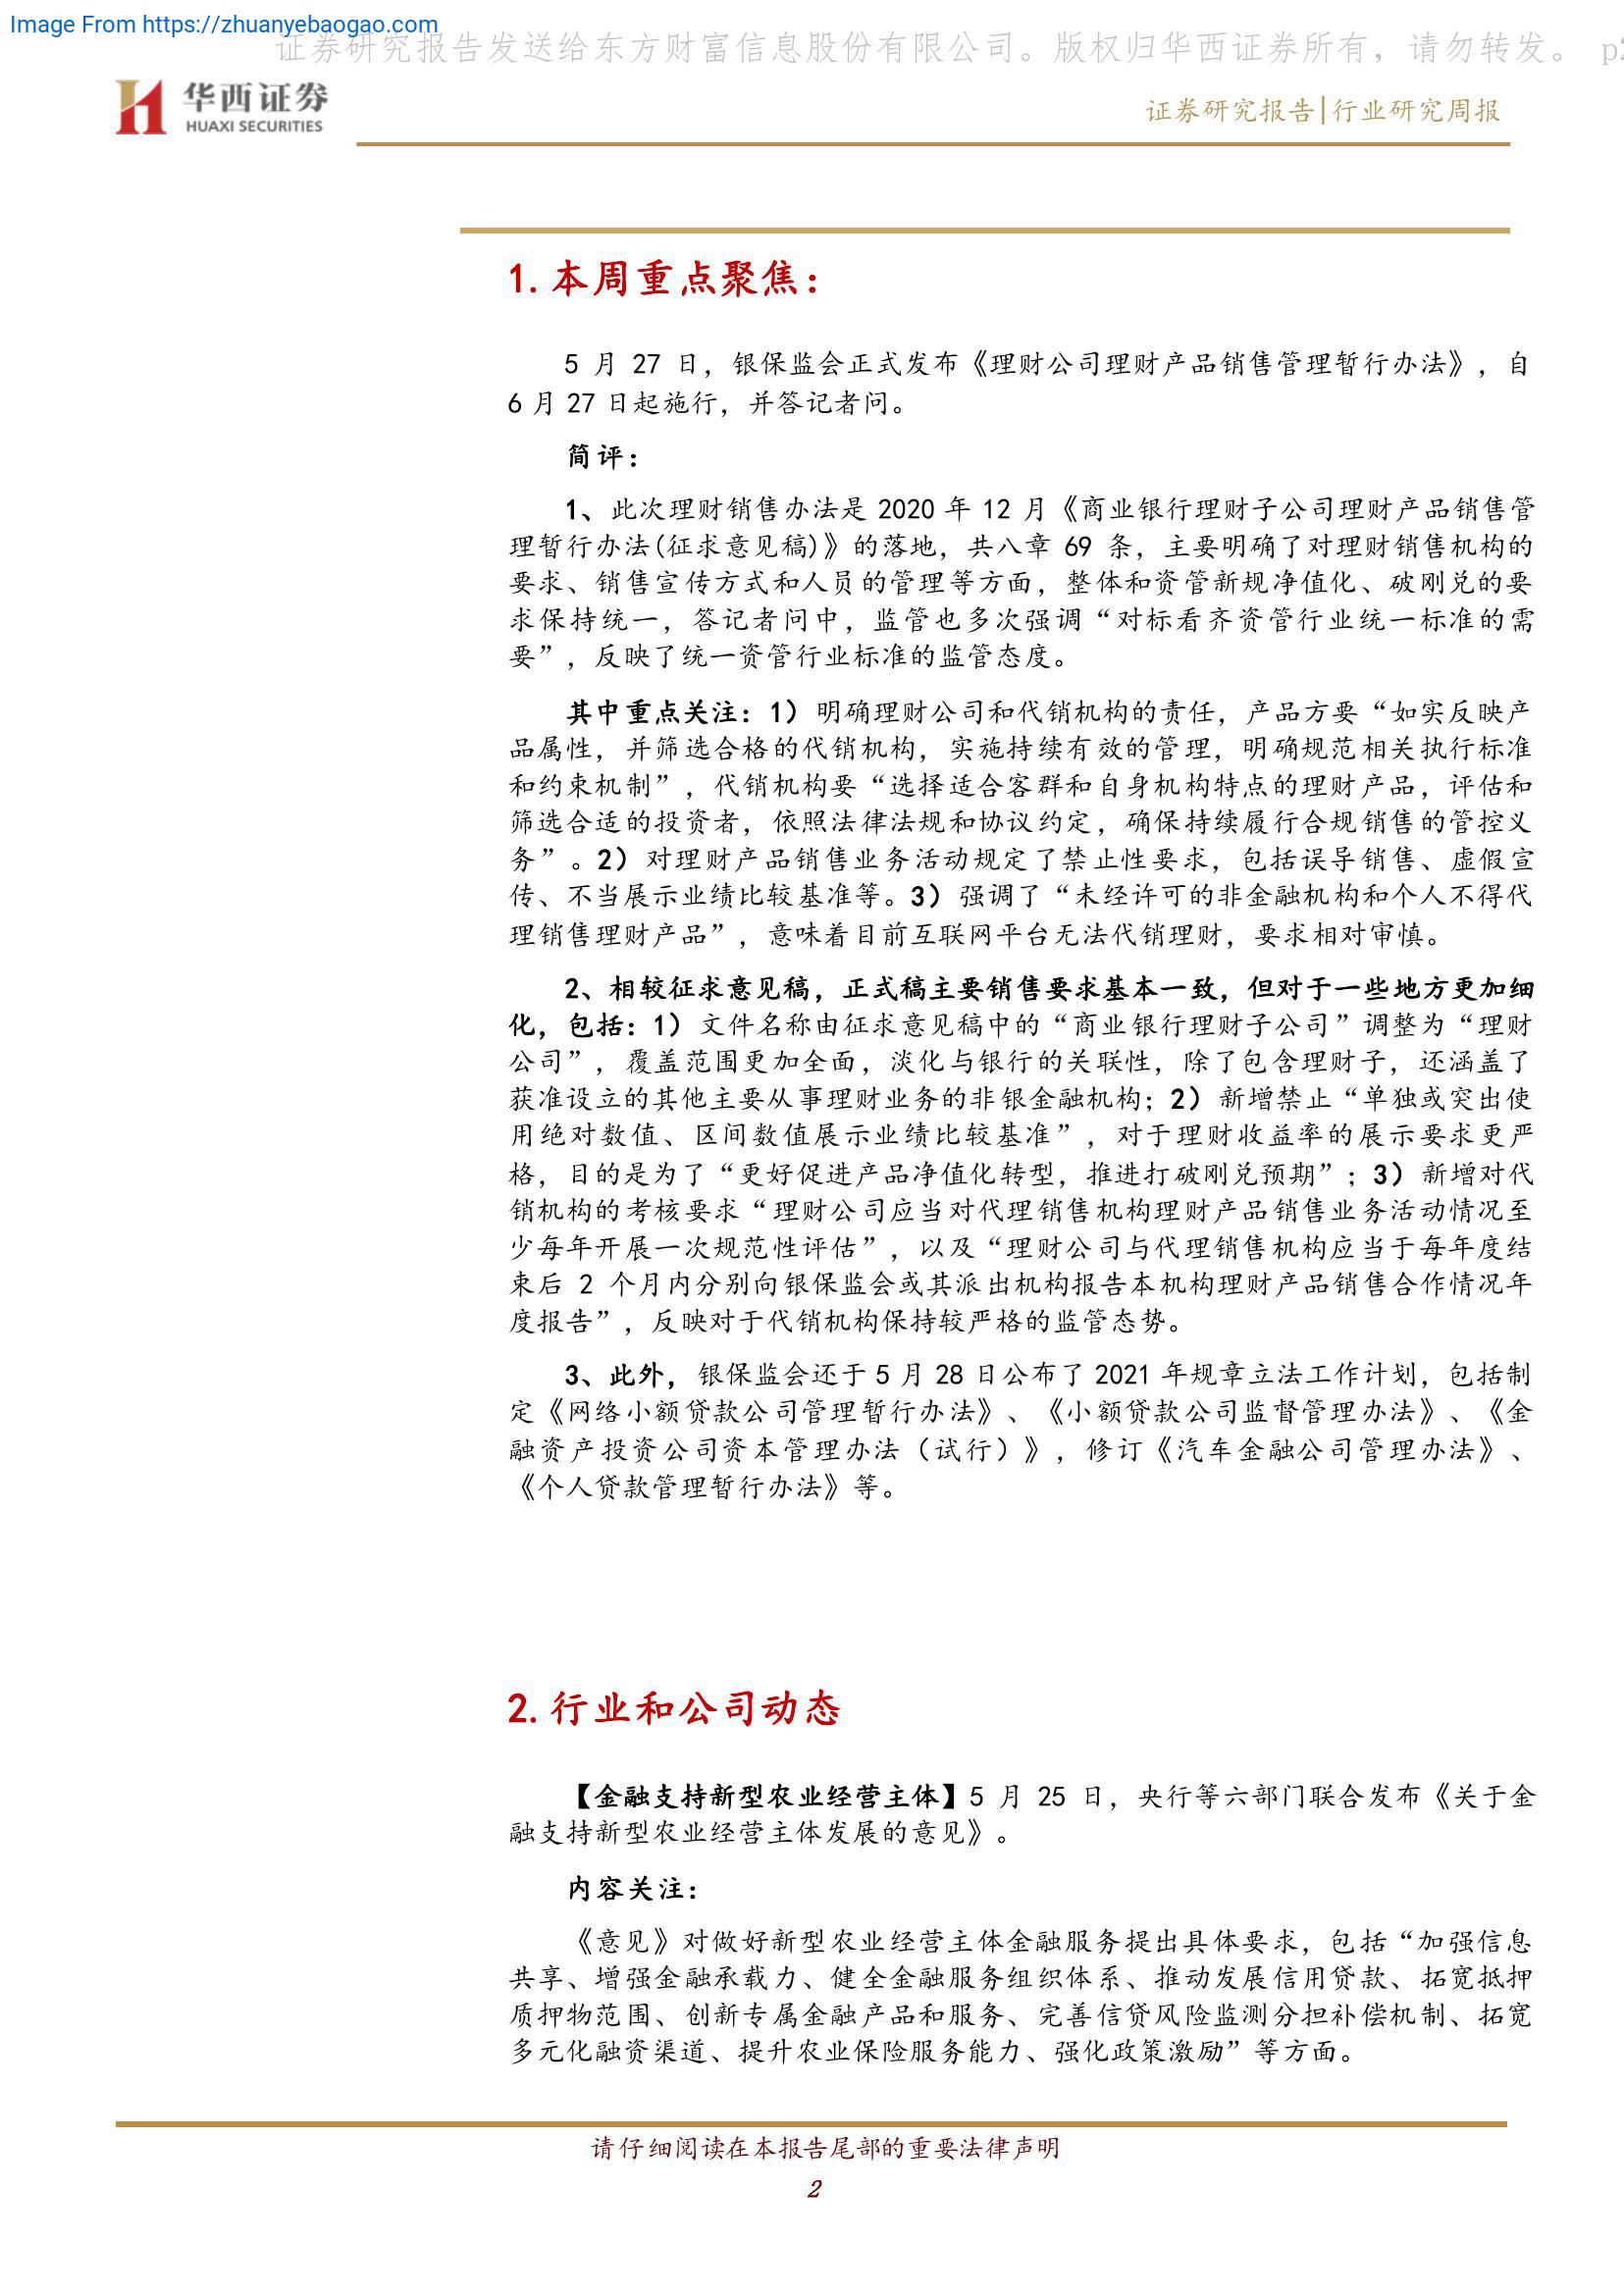 Image From https://zhuanyebaogao.com
证券研究报告发送给东方财富信息股份有限公司。版权归华西证券所有，请勿转发。 p2
华西证券
HUAXI SECURITIES
证券研究报告|行业研究周报
1.本周重点聚焦：
5 月 27 日，银保监会正式发布《理财公司理财产品销售管理暂行办法》，自
6 月 27 日起施行，并答记者问。
简评：
1、此次理财销售办法是 2020 年 12 月《商业银行理财子公司理财产品销售管
理暂行办法(征求意见稿)》的落地，共八章 69 条，主要明确了对理财销售机构的
要求、销售宣传方式和人员的管理等方面，整体和资管新规净值化、破刚兑的要
求保持统一，答记者问中，监管也多次强调“对标看齐资管行业统一标准的需
要”，反映了统一资管行业标准的监管态度。
其中重点关注：1）明确理财公司和代销机构的责任，产品方要“如实反映产
品属性，并筛选合格的代销机构，实施持续有效的管理，明确规范相关执行标准
和约束机制”，代销机构要“选择适合客群和自身机构特点的理财产品，评估和
筛选合适的投资者，依照法律法规和协议约定，确保持续履行合规销售的管控义
务”。2）对理财产品销售业务活动规定了禁止性要求，包括误导销售、虚假宣
传、不当展示业绩比较基准等。3）强调了“未经许可的非金融机构和个人不得代
理销售理财产品”，意味着目前互联网平台无法代销理财，要求相对审慎。
2、相较征求意见稿，正式稿主要销售要求基本一致，但对于一些地方更加细
化，包括：1）文件名称由征求意见稿中的“商业银行理财子公司”调整为“理财
公司”，覆盖范围更加全面，淡化与银行的关联性，除了包含理财子，还涵盖了
获准设立的其他主要从事理财业务的非银金融机构；2）新增禁止“单独或突出使
用绝对数值、区间数值展示业绩比较基准”，对于理财收益率的展示要求更严
格，目的是为了“更好促进产品净值化转型，推进打破刚兑预期”；3）新增对代
销机构的考核要求“理财公司应当对代理销售机构理财产品销售业务活动情况至
少每年开展一次规范性评估”，以及“理财公司与代理销售机构应当于每年度结
束后 2 个月内分别向银保监会或其派出机构报告本机构理财产品销售合作情况年
度报告”，反映对于代销机构保持较严格的监管态势。
3、此外，银保监会还于 5 月 28 日公布了 2021 年规章立法工作计划，包括制
定《网络小额贷款公司管理暂行办法》、《小额贷款公司监督管理办法》、《金
融资产投资公司资本管理办法（试行）》，修订《汽车金融公司管理办法》、
《个人贷款管理暂行办法》等。
2.行业和公司动态
【金融支持新型农业经营主体】5 月 25 日，央行等六部门联合发布《关于金
融支持新型农业经营主体发展的意见》。
内容关注：
《意见》对做好新型农业经营主体金融服务提出具体要求，包括“加强信息
共享、增强金融承载力、健全金融服务组织体系、推动发展信用贷款、拓宽抵押
质押物范围、创新专属金融产品和服务、完善信贷风险监测分担补偿机制、拓宽
多元化融资渠道、提升农业保险服务能力、强化政策激励”等方面。
请仔细阅读在本报告尾部的重要法律声明
2